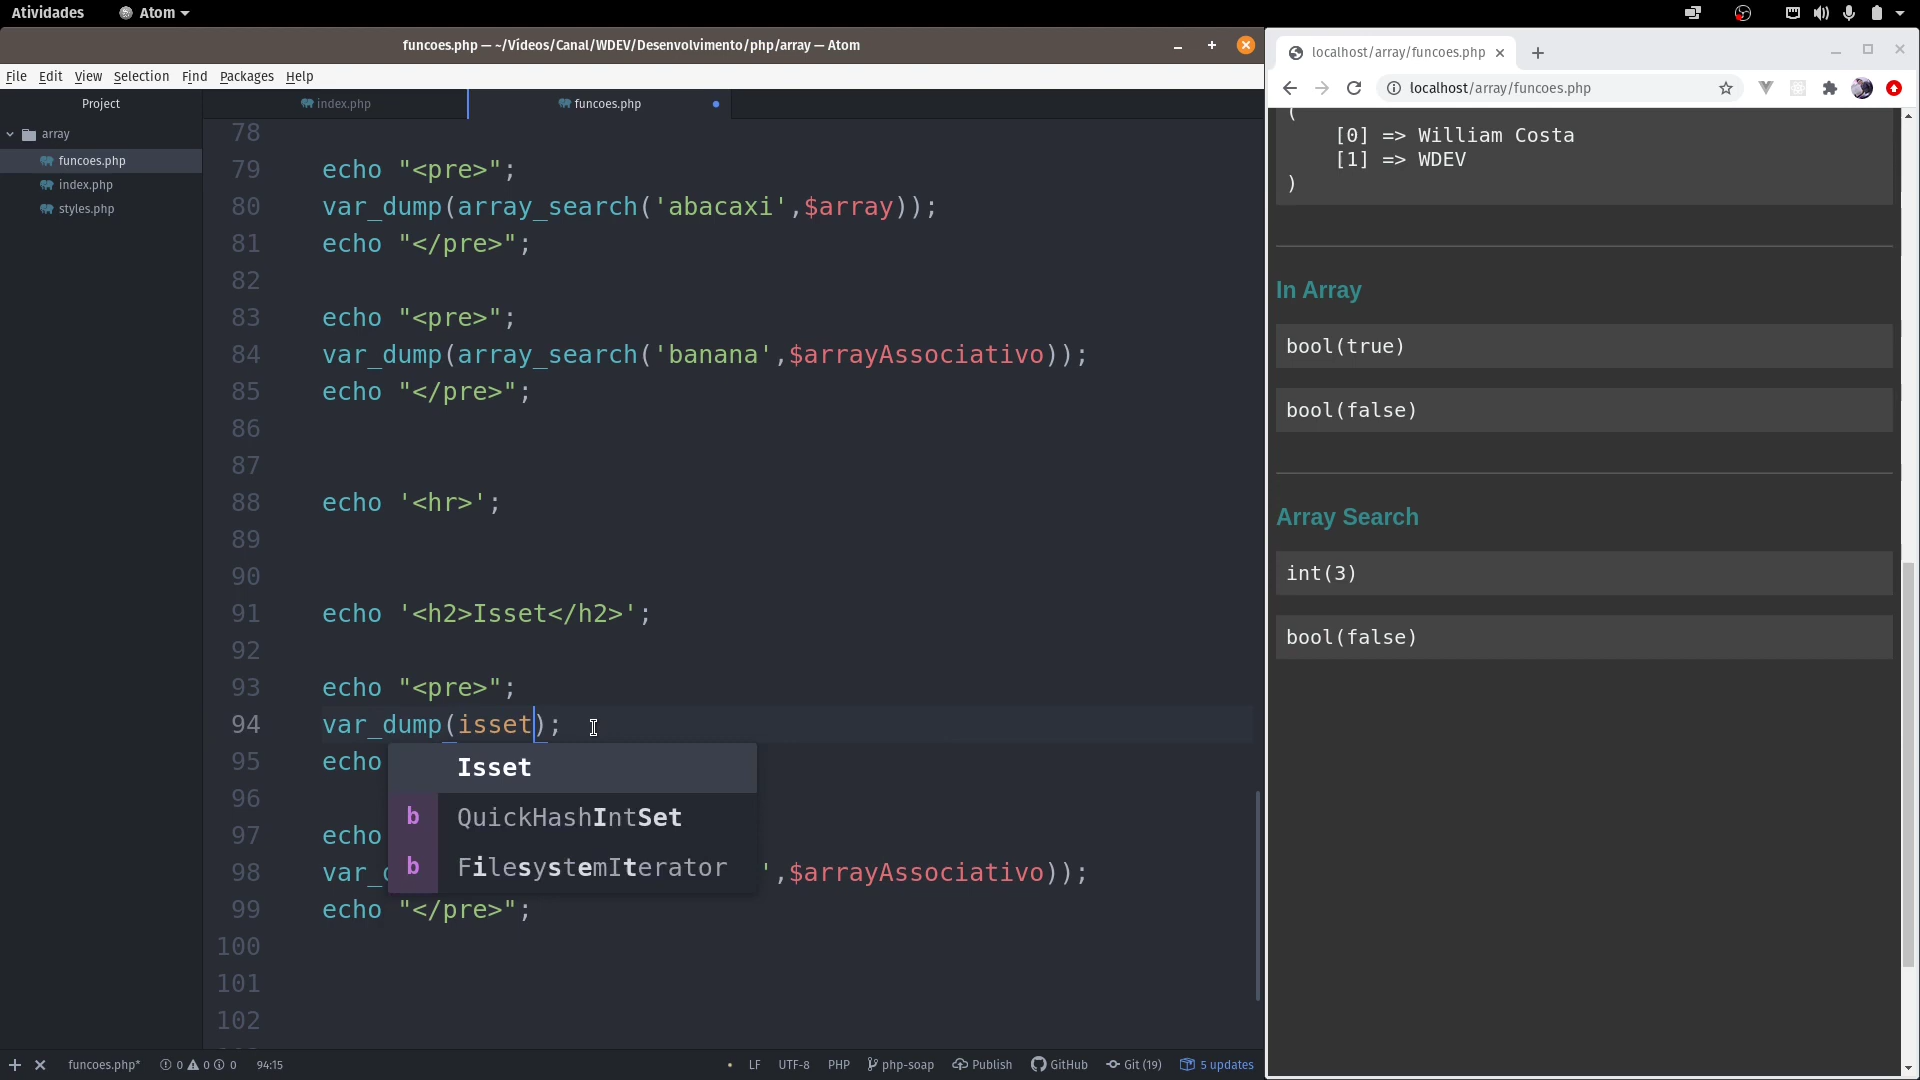 Atividades
Atom
funcoes.php — ~/Vídeos/Canal/WDEV/Desenvolvimento/php/array — Atom
File Edit View Selection Find Packages Help
Project
array
funcoes.php
index.php
styles.php
index.php
funcoes.php
78
79 echo "<pre>";
80 var_dump(array_search('abacaxi',$array));
81 echo "</pre>";
82
83 echo "<pre>";
84 var_dump(array_search('banana',$arrayAssociativo));
85 echo "</pre>";
86
87
88 echo '<hr>';
89
90
91 echo '<h2>Isset</h2>';
92
93 echo "<pre>";
94 var_dump(isset);
95 echo
96
97 echo
98 var_d ',$arrayAssociativo));
99 echo "</pre>";
100
101
102
Isset
b QuickHashIntSet
b FilesystemIterator
funcoes.php* 0 0 0 94:15
LF UTF-8 PHP php-soap Publish GitHub Git (19) 5 updates
localhost/array/funcoes.php
localhost/array/funcoes.php
(
[0] => William Costa
[1] => WDEV
)
In Array
bool(true)
bool(false)
Array Search
int(3)
bool(false)